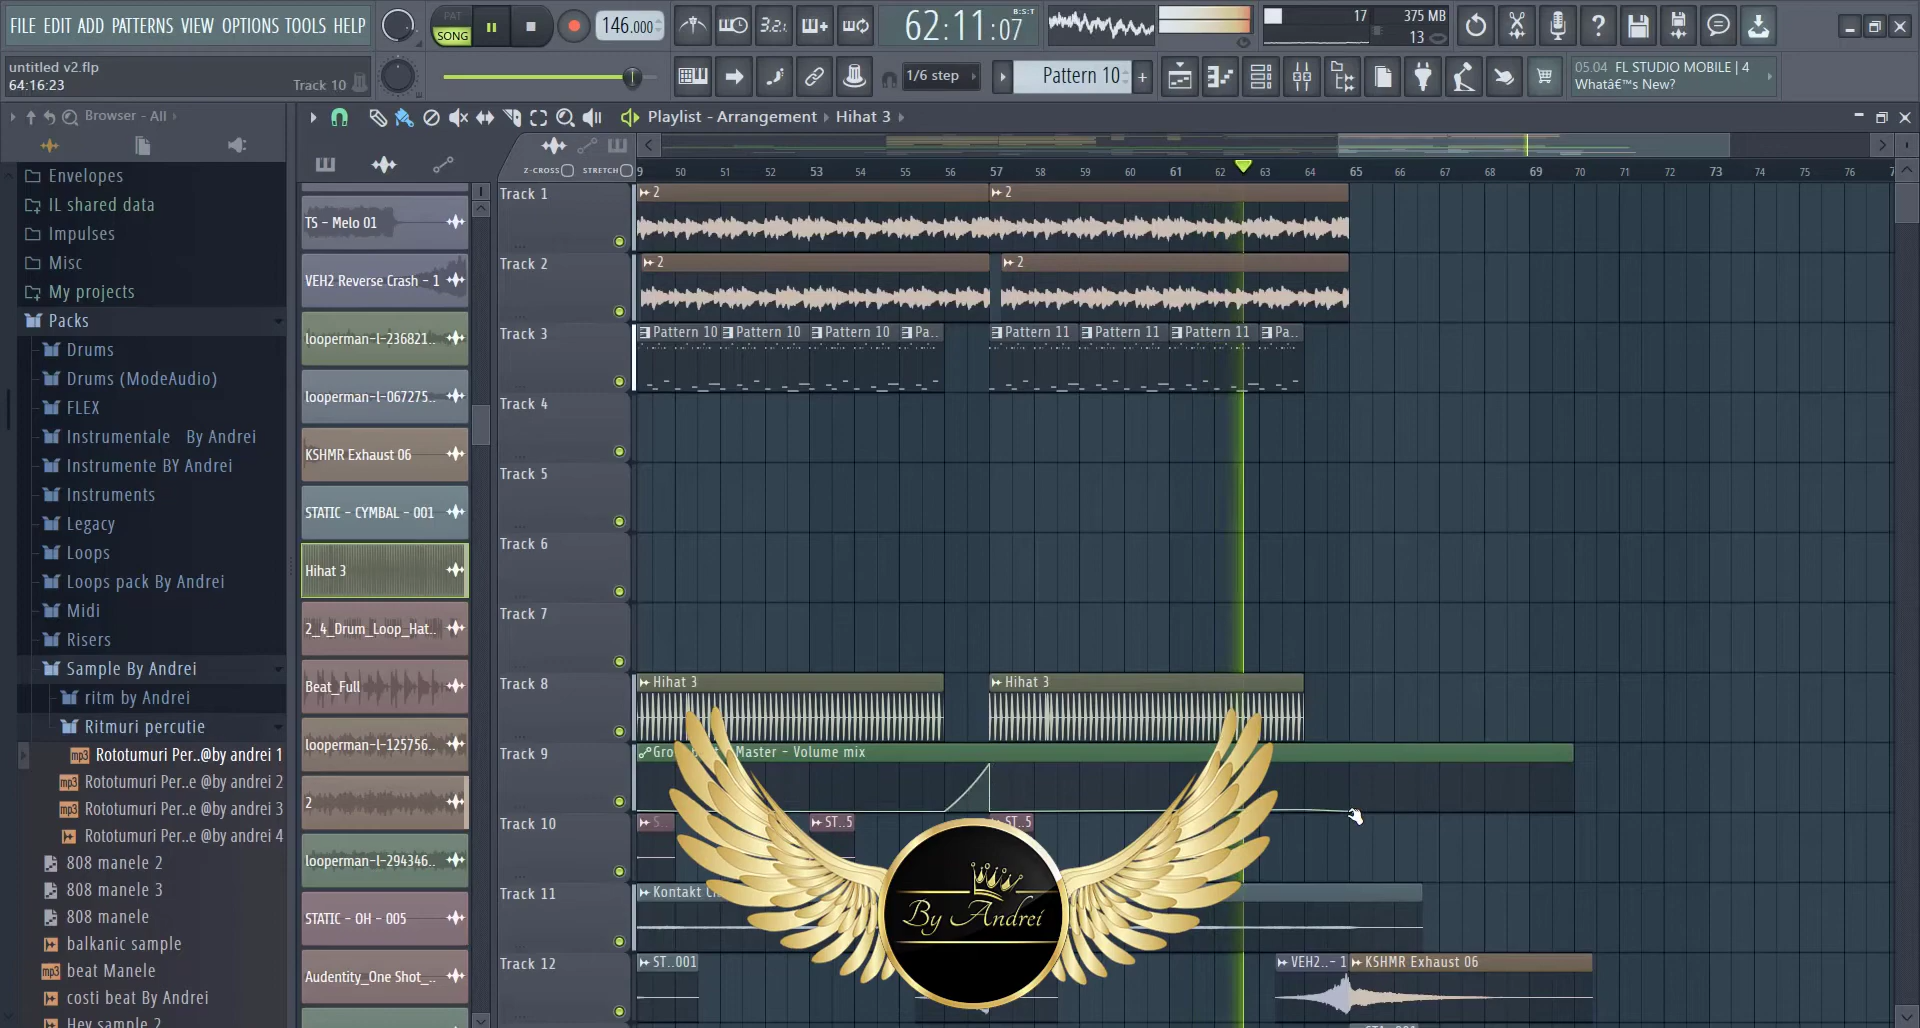 FILE EDIT ADD PATTERNS VIEW OPTIONS TOOLS HELP
PAT
SONG
146.000
3.2.
62:11:07
B:S:T
17
375 MB
13
untitled v2.flp
64:16:23
Track 10
1/6 step
Pattern 10
05.04 FL STUDIO MOBILE | 4
Whatâ€™s New?
Browser - All
Playlist - Arrangement Hihat 3
Z-CROSS STRETCH
9 50 51 52 53 54 55 56 57 58 59 60 61 62 63 64 65 66 67 68 69 70 71 72 73 74 75 76
Envelopes
IL shared data
Impulses
Misc
My projects
Packs
Drums
Drums (ModeAudio)
FLEX
Instrumentale By Andrei
Instrumente BY Andrei
Instruments
Legacy
Loops
Loops pack By Andrei
Midi
Risers
Sample By Andrei
ritm by Andrei
Ritmuri percutie
Rototumuri Per..@by andrei 1
Rototumuri Per..e @by andrei 2
Rototumuri Per..e @by andrei 3
Rototumuri Per..e @by andrei 4
808 manele 2
808 manele 3
808 manele
balkanic sample
beat Manele
costi beat By Andrei
Hey sample 2
TS - Melo 01
VEH2 Reverse Crash - 1
looperman-l-236821..
looperman-l-067275..
KSHMR Exhaust 06
STATIC - CYMBAL - 001
Hihat 3
2_4_Drum_Loop_Hat..
Beat_Full
looperman-l-125756..
2
looperman-l-294346..
STATIC - OH - 005
Audentity_One Shot_..
Track 1
2
2
Track 2
2
2
Track 3
Pattern 10
Pattern 10
Pattern 10
Pa..
Pattern 11
Pattern 11
Pattern 11
Pa..
Track 4
Track 5
Track 6
Track 7
Track 8
Hihat 3
Hihat 3
Track 9
Master - Volume mix
Track 10
S..
ST..5
ST..5
Track 11
Kontakt
Track 12
ST..001
VEH2..- 1
KSHMR Exhaust 06
By Andrei